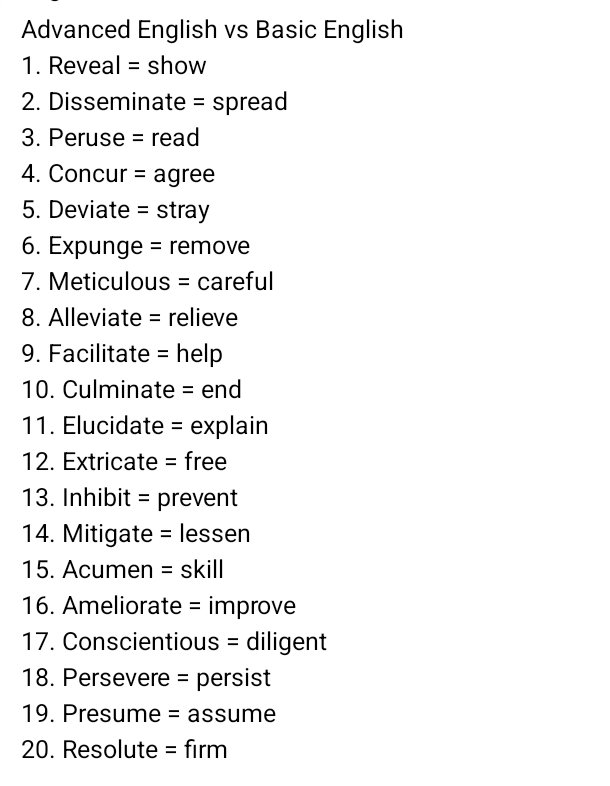 Advanced English vs Basic English
1. Reveal = show
2. Disseminate = spread
3. Peruse = read
4. Concur = agree
5. Deviate = stray
6. Expunge = remove
7. Meticulous = careful
8. Alleviate = relieve
9. Facilitate = help
10. Culminate = end
11. Elucidate = explain
12. Extricate = free
13. Inhibit = prevent
14. Mitigate = lessen
15. Acumen = skill
16. Ameliorate = improve
17. Conscientious = diligent
18. Persevere = persist
19. Presume = assume
20. Resolute = firm